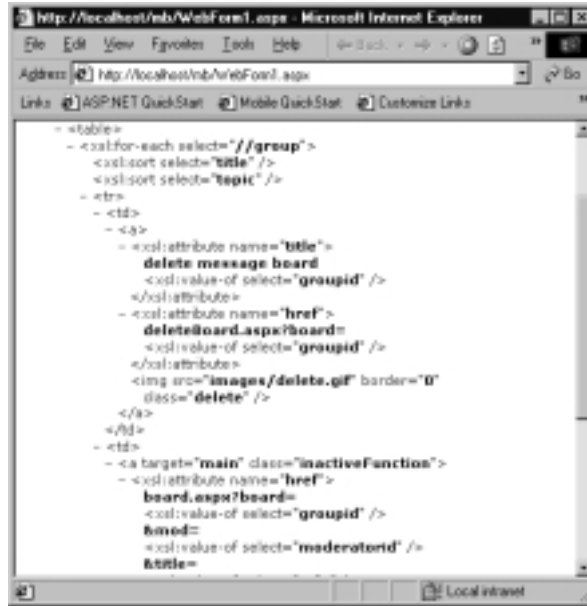 http://localhost/mb/WebForm1.aspx - Microsoft Internet Explorer
File Edit View Favorites Tools Help Back »
Address http://localhost/mb/WebForm1.aspx Go
Links ASP.NET QuickStart Mobile QuickStart Customize Links »
- <table>
- <xsl:for-each select="//group">
<xsl:sort select="title" />
<xsl:sort select="topic" />
- <tr>
- <td>
- <a>
- <xsl:attribute name="title">
delete message board
<xsl:value-of select="groupid" />
</xsl:attribute>
- <xsl:attribute name="href">
deleteBoard.aspx?board=
<xsl:value-of select="groupid" />
</xsl:attribute>
<img src="images/delete.gif" border="0"
class="delete" />
</a>
</td>
- <td>
- <a target="main" class="inactiveFunction">
- <xsl:attribute name="href">
board.aspx?board=
<xsl:value-of select="groupid" />
&mod=
<xsl:value-of select="moderatorid" />
&title=
Local intranet